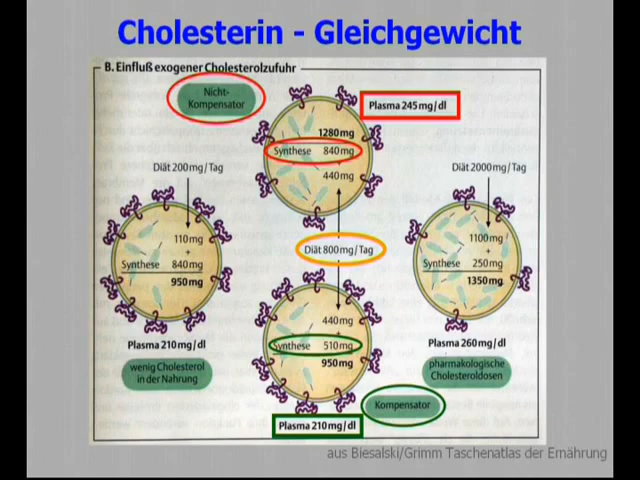 Cholesterin - Gleichgewicht
B. Einfluß exogener Cholesterolzufuhr
Nicht-
Kompensator
Plasma 245 mg/dl
1280 mg
Synthese 840 mg
+
440 mg
Diät 200 mg/Tag
110 mg
+
Synthese 840 mg
950 mg
Plasma 210 mg/dl
wenig Cholesterol
in der Nahrung
Diät 800 mg/Tag
440 mg
+
Synthese 510 mg
950 mg
Plasma 210 mg/dl
Kompensator
Diät 2000 mg/Tag
1100 mg
+
Synthese 250 mg
1350 mg
Plasma 260 mg/dl
pharmakologische
Cholesteroldosen
aus Biesalski/Grimm Taschenatlas der Ernährung